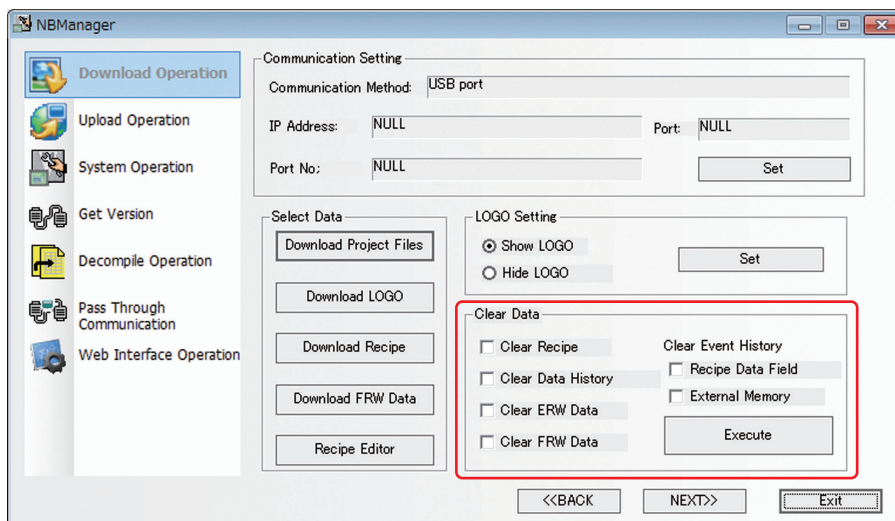 NBManager
Download Operation
Upload Operation
System Operation
Get Version
Decompile Operation
Pass Through
Communication
Web Interface Operation
Communication Setting
Communication Method: USB port
IP Address: NULL Port: NULL
Port No.: NULL Set
Select Data
Download Project Files
Download LOGO
Download Recipe
Download FRW Data
Recipe Editor
LOGO Setting
Show LOGO
Hide LOGO
Set
Clear Data
Clear Recipe
Clear Data History
Clear ERW Data
Clear FRW Data
Clear Event History
Recipe Data Field
External Memory
Execute
<<BACK NEXT>> Exit